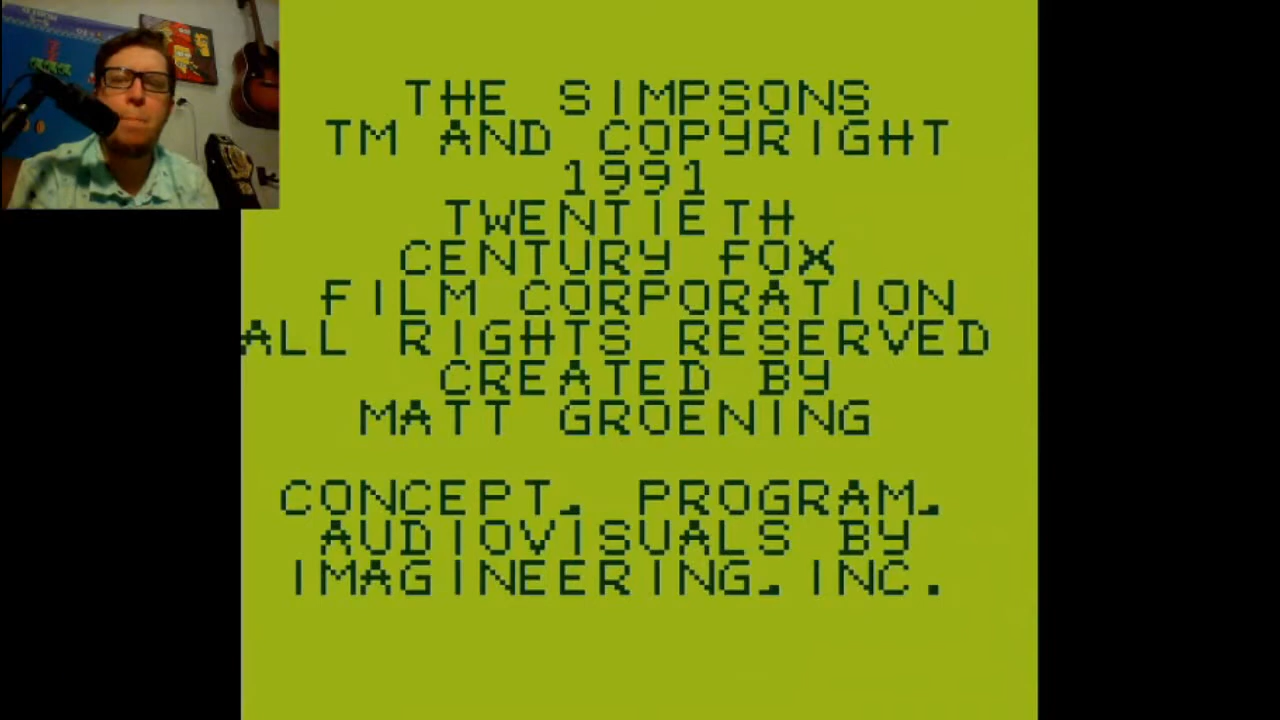 THE SIMPSONS
TM AND COPYRIGHT
1991
TWENTIETH
CENTURY FOX
FILM CORPORATION
ALL RIGHTS RESERVED
CREATED BY
MATT GROENING
CONCEPT, PROGRAM,
AUDIOVISUALS BY
IMAGINEERING, INC.